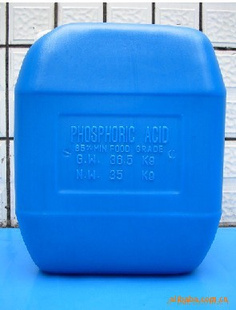 PHOSPHORIC ACID
85%MIN FOOD GRADE
G.W. 36.5 KG
N.W. 35 KG